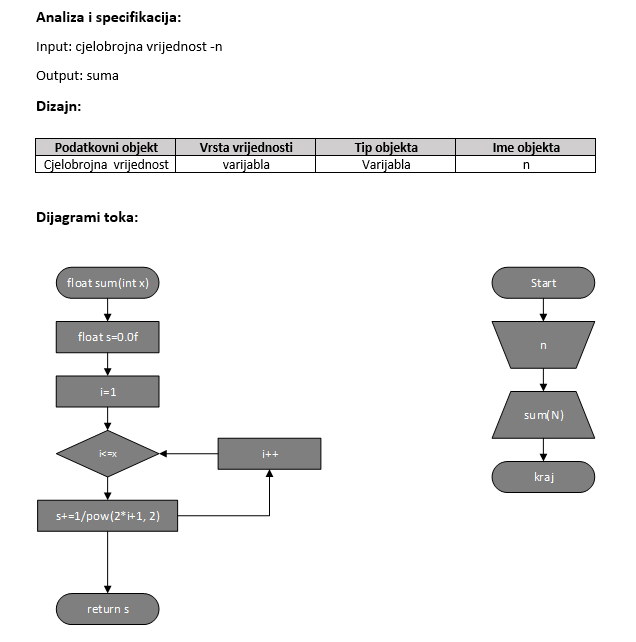 Analiza i specifikacija:
Input: cjelobrojna vrijednost -n
Output: suma
Dizajn:
Podatkovni objekt Vrsta vrijednosti Tip objekta Ime objekta
Cjelobrojna vrijednost varijabla Varijabla n
Dijagrami toka:
float sum(int x)
float s=0.0f
i=1
i<=x
i++
s+=1/pow(2*i+1, 2)
return s
Start
n
sum(N)
kraj